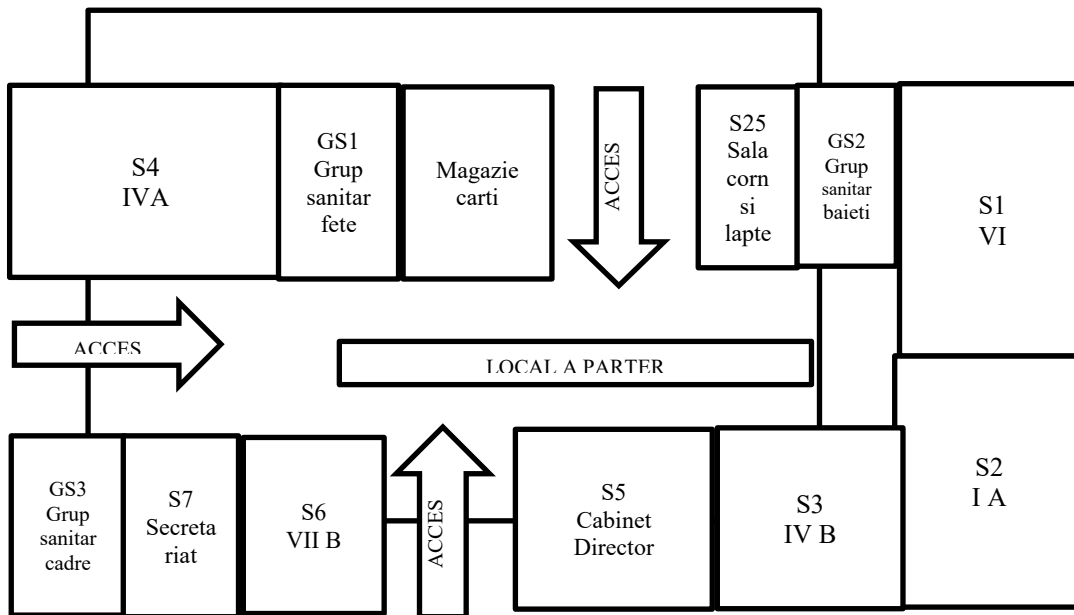 S4
IVA
GS1
Grup
sanitar
fete
Magazie
carti
ACCES
S25
Sala
corn
si
lapte
GS2
Grup
sanitar
baieti
S1
VI
ACCES
LOCAL A PARTER
GS3
Grup
sanitar
cadre
S7
Secreta
riat
S6
VII B
ACCES
S5
Cabinet
Director
S3
IV B
S2
I A